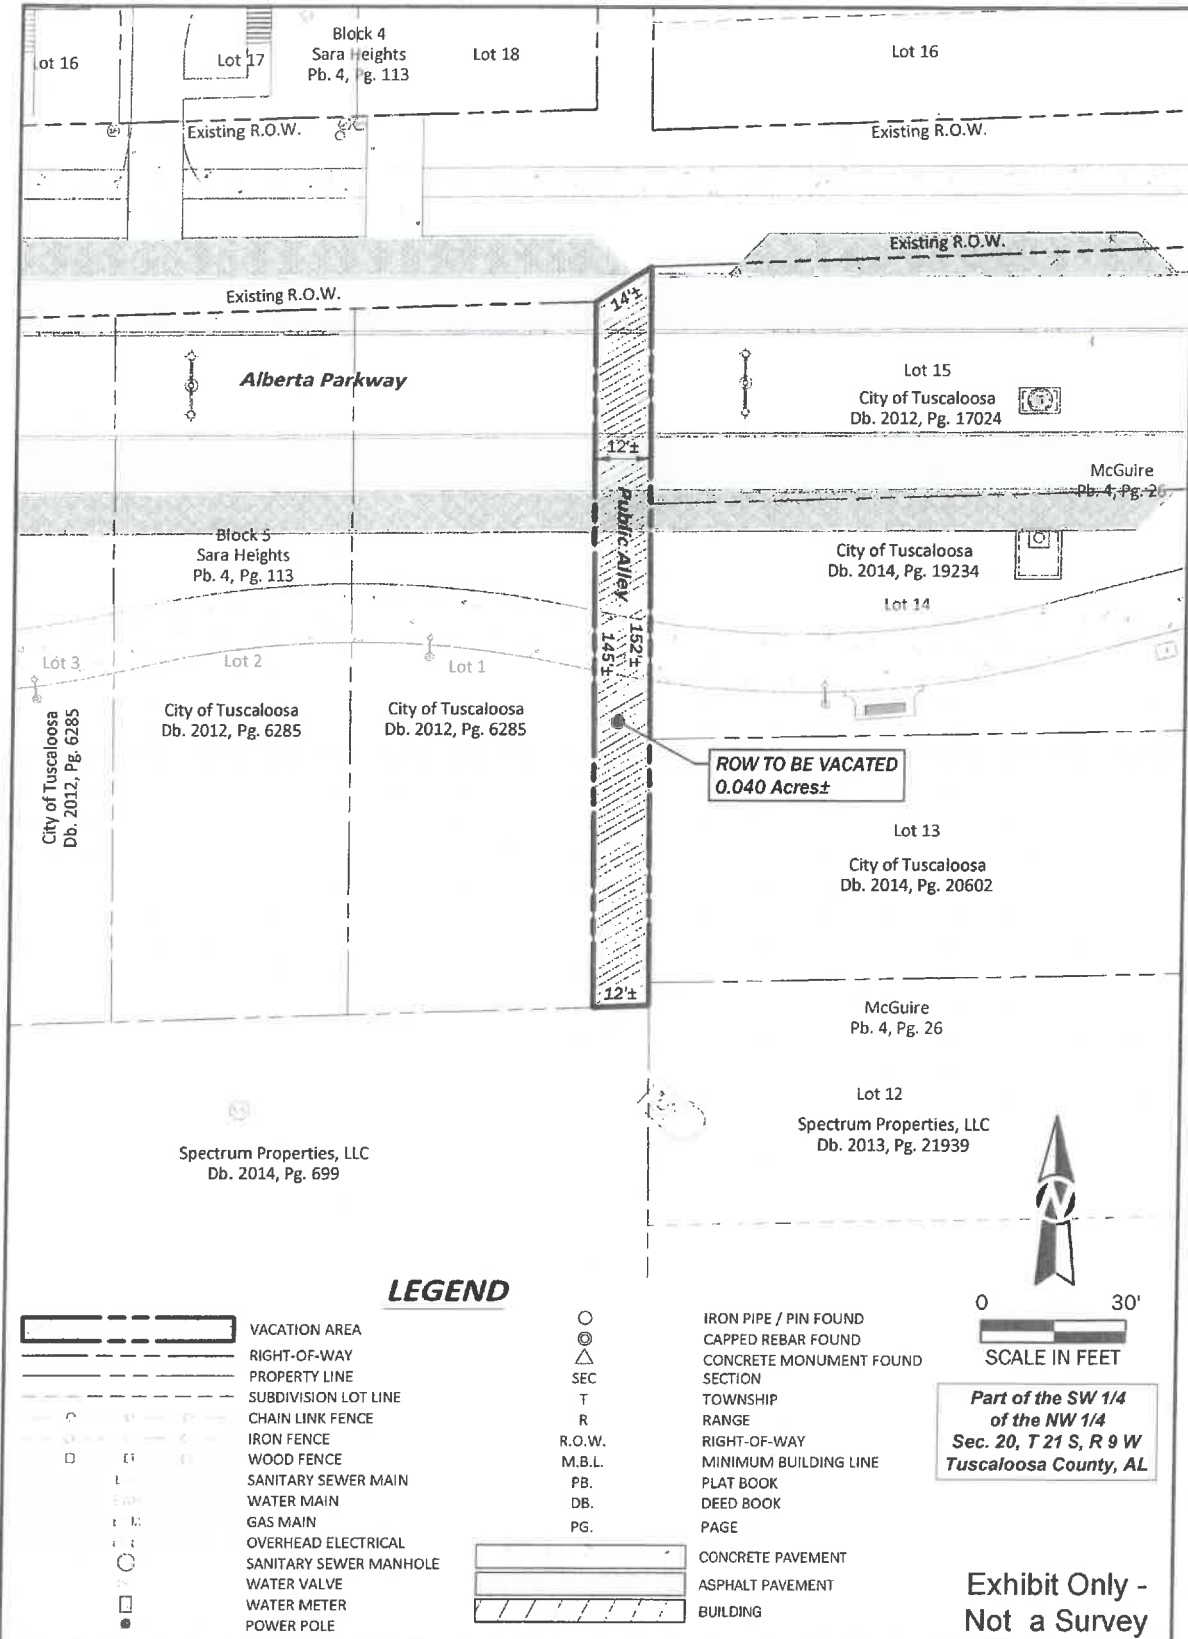 Block 4
Sara Heights
Pb. 4, Pg. 113
Lot 16
Lot 17
Lot 18
Lot 16
Existing R.O.W.
Existing R.O.W.
Existing R.O.W.
Existing R.O.W.
14'±
Alberta Parkway
Lot 15
City of Tuscaloosa
Db. 2012, Pg. 17024
12'±
McGuire
Pb. 4, Pg. 26
Public Alley
Block 5
Sara Heights
Pb. 4, Pg. 113
City of Tuscaloosa
Db. 2014, Pg. 19234
Lot 14
152'±
145'±
Lot 3
Lot 2
Lot 1
City of Tuscaloosa
Db. 2012, Pg. 6285
City of Tuscaloosa
Db. 2012, Pg. 6285
City of Tuscaloosa
Db. 2012, Pg. 6285
ROW TO BE VACATED
0.040 Acres±
Lot 13
City of Tuscaloosa
Db. 2014, Pg. 20602
12'±
McGuire
Pb. 4, Pg. 26
Lot 12
Spectrum Properties, LLC
Db. 2013, Pg. 21939
Spectrum Properties, LLC
Db. 2014, Pg. 699
N
LEGEND
VACATION AREA
RIGHT-OF-WAY
PROPERTY LINE
SUBDIVISION LOT LINE
CHAIN LINK FENCE
IRON FENCE
WOOD FENCE
SANITARY SEWER MAIN
WATER MAIN
GAS MAIN
OVERHEAD ELECTRICAL
SANITARY SEWER MANHOLE
WATER VALVE
WATER METER
POWER POLE
IRON PIPE / PIN FOUND
CAPPED REBAR FOUND
CONCRETE MONUMENT FOUND
SEC SECTION
T TOWNSHIP
R RANGE
R.O.W. RIGHT-OF-WAY
M.B.L. MINIMUM BUILDING LINE
PB. PLAT BOOK
DB. DEED BOOK
PG. PAGE
CONCRETE PAVEMENT
ASPHALT PAVEMENT
BUILDING
0 30'
SCALE IN FEET
Part of the SW 1/4
of the NW 1/4
Sec. 20, T 21 S, R 9 W
Tuscaloosa County, AL
Exhibit Only -
Not a Survey